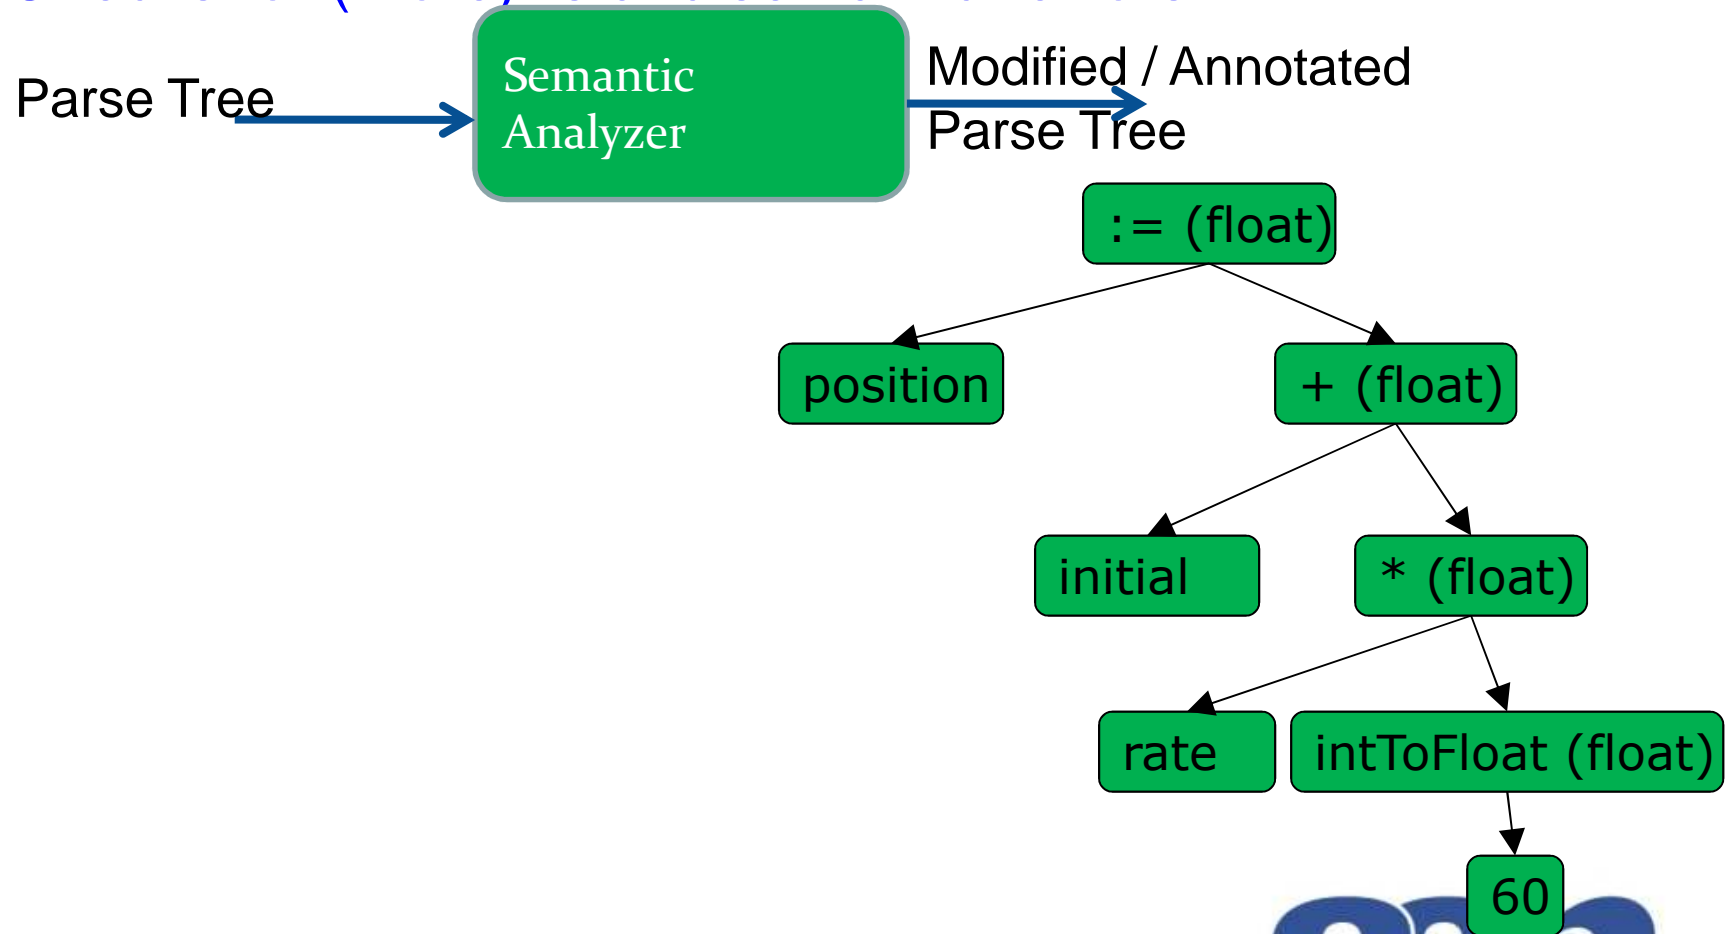 Parse Tree
Semantic
Analyzer
Modified / Annotated
Parse Tree
:= (float)
position
+ (float)
initial
* (float)
rate
intToFloat (float)
60